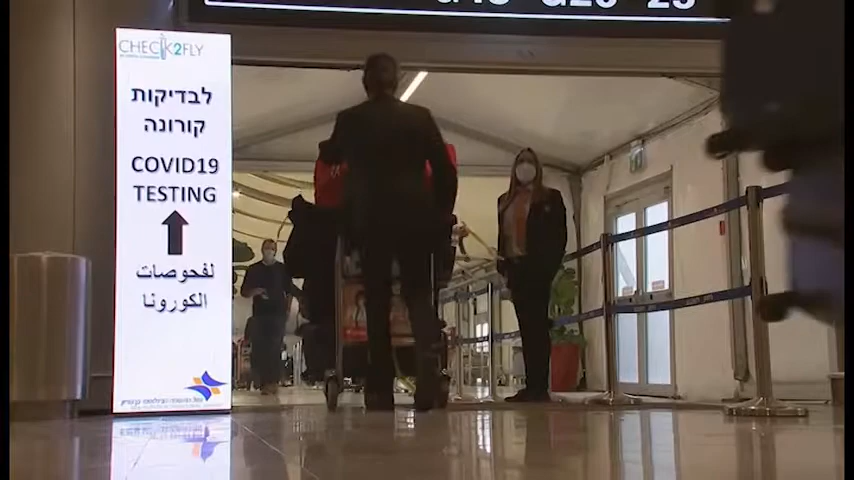 CHECK2FLY
לבדיקות
קורונה
COVID19
TESTING
لفحوصات
الكورونا